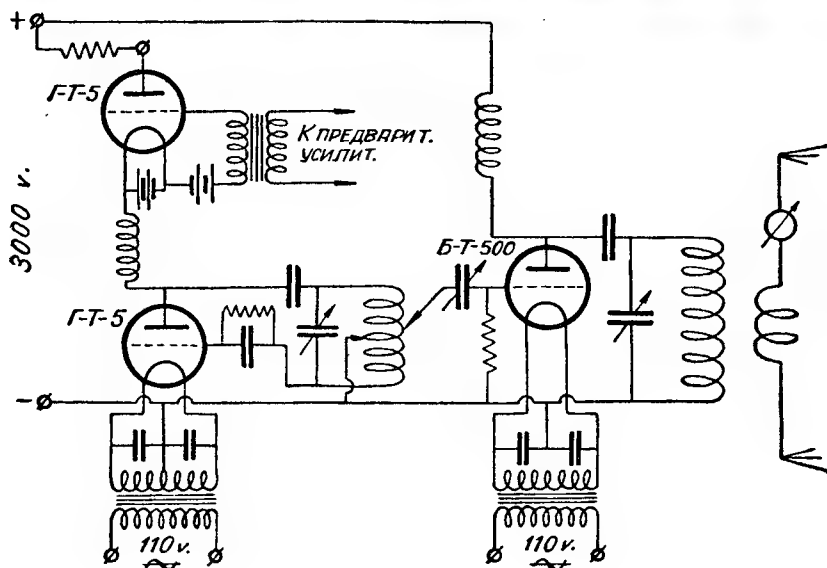 +
Г-Т-5
К ПРЕДВАРИТ.
УСИЛИТ.
3000 v.
Б-Т-500
Г-Т-5
-
110 v.
110 v.